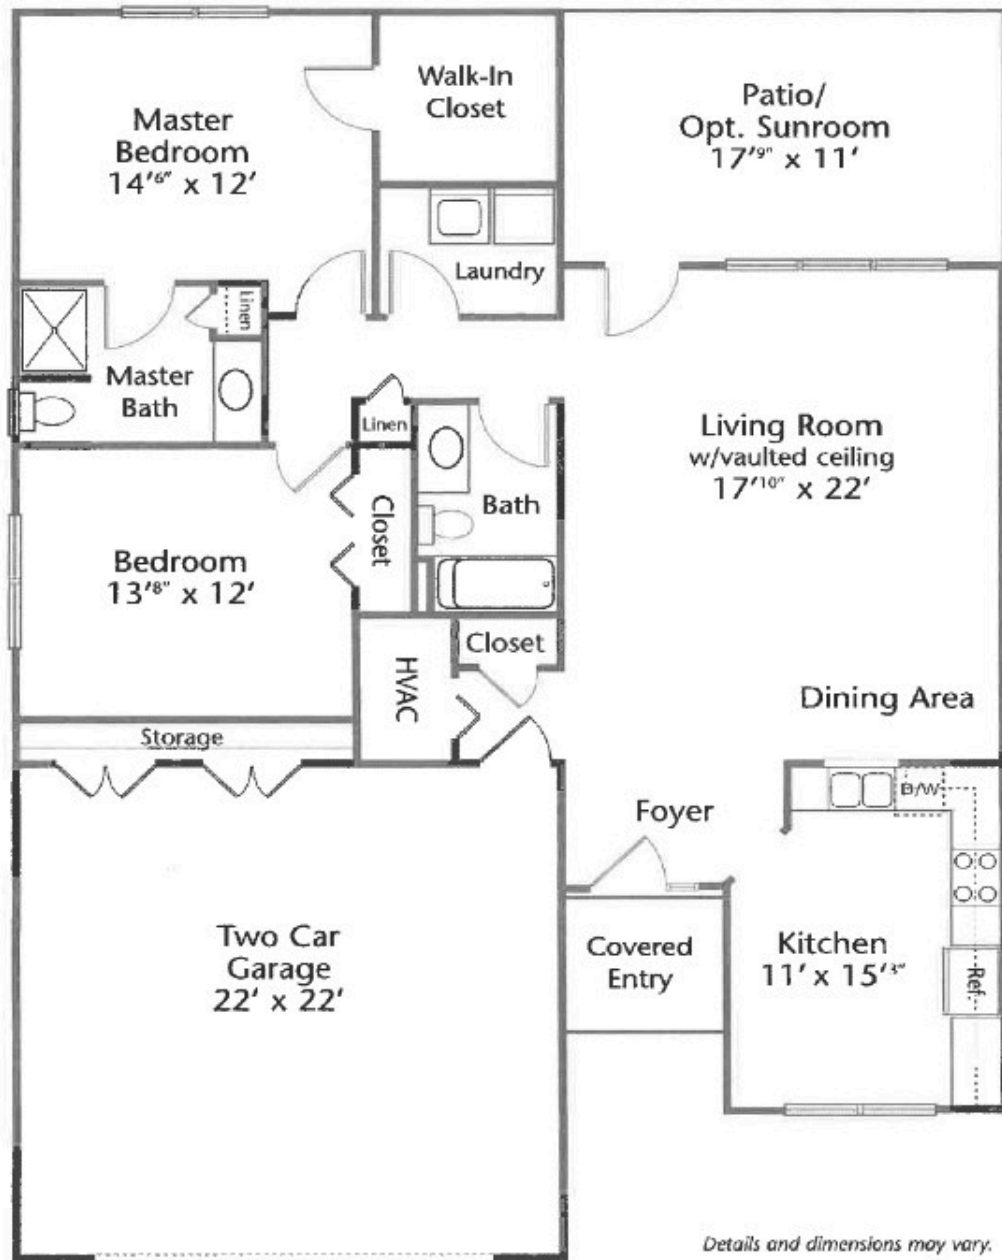 Master
Bedroom
14'6" x 12'
Walk-In
Closet
Patio/
Opt. Sunroom
17'9" x 11'
Laundry
Linen
Master
Bath
Linen
Living Room
w/vaulted ceiling
17'10" x 22'
Bath
Closet
Bedroom
13'8" x 12'
Closet
HVAC
Dining Area
Storage
D/W
Foyer
Two Car
Garage
22' x 22'
Covered
Entry
Kitchen
11' x 15'3"
Ref.
Details and dimensions may vary.